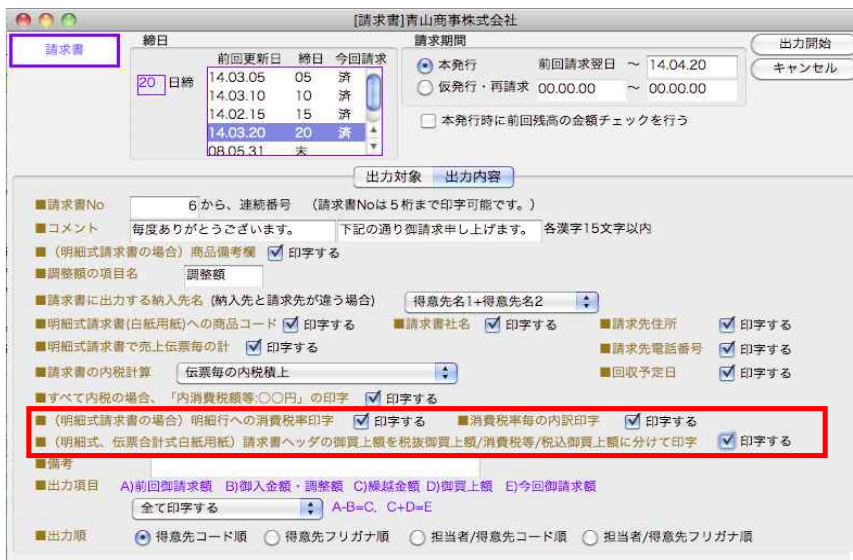 [請求書]青山商事株式会社
請求書
締日
前回更新日 締日 今回請求
20 日締
14.03.05 05 済
14.03.10 10 済
14.02.15 15 済
14.03.20 20 済
08.05.31 末
請求期間
本発行 前回請求翌日 ～ 14.04.20
仮発行・再請求 00.00.00 ～ 00.00.00
本発行時に前回残高の金額チェックを行う
出力開始
キャンセル
出力対象 出力内容
■請求書No 6 から、連続番号 (請求書Noは5桁まで印字可能です。)
■コメント 毎度ありがとうございます。 下記の通り御請求申し上げます。 各漢字15文字以内
■(明細式請求書の場合)商品備考欄 印字する
■調整額の項目名 調整額
■請求書に出力する納入先名 (納入先と請求先が違う場合) 得意先名1+得意先名2
■明細式請求書(白紙用紙)への商品コード 印字する ■請求書社名 印字する ■請求先住所 印字する
■明細式請求書で売上伝票毎の計 印字する ■請求先電話番号 印字する
■請求書の内税計算 伝票毎の内税積上 ■回収予定日 印字する
■すべて内税の場合、「内消費税額等:〇〇円」の印字 印字する
■(明細式請求書の場合)明細行への消費税率印字 印字する ■消費税率毎の内訳印字 印字する
■(明細式、伝票合計式白紙用紙)請求書ヘッダの御買上額を税抜御買上額/消費税等/税込御買上額に分けて印字 印字する
■備考
■出力項目 A)前回御請求額 B)御入金額・調整額 C)繰越金額 D)御買上額 E)今回御請求額
全て印字する A-B=C、C+D=E
■出力順 得意先コード順 得意先フリガナ順 担当者/得意先コード順 担当者/得意先フリガナ順